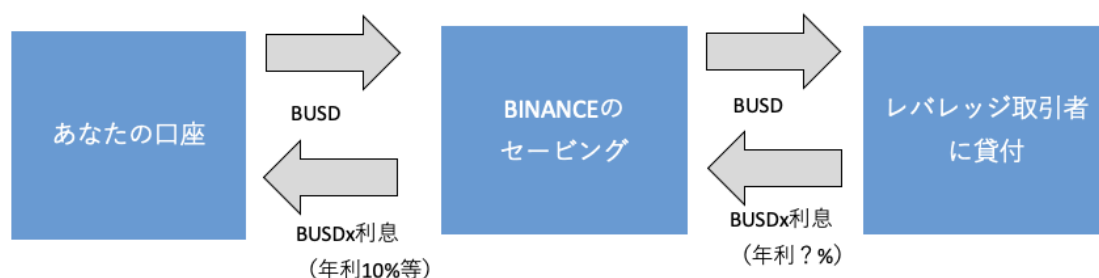 あなたの口座
BUSD
BUSDx利息
（年利10%等）
BINANCEの
セービング
BUSD
BUSDx利息
（年利？%）
レバレッジ取引者
に貸付